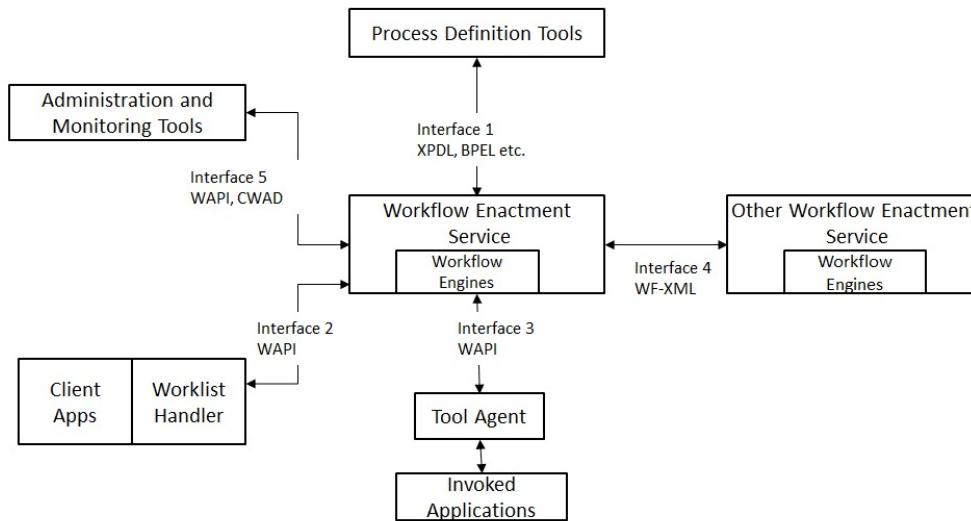 Process Definition Tools
Administration and
Monitoring Tools
Interface 1
XPDL, BPEL etc.
Interface 5
WAPI, CWAD
Workflow Enactment
Service
Workflow
Engines
Other Workflow Enactment
Service
Workflow
Engines
Interface 4
WF-XML
Interface 2
WAPI
Interface 3
WAPI
Client
Apps
Worklist
Handler
Tool Agent
Invoked
Applications